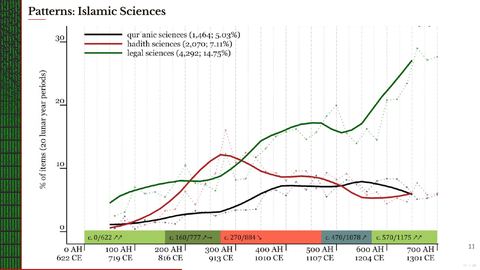 Patterns: Islamic Sciences
qurʾanic sciences (1,464; 5.03%)
hadith sciences (2,070; 7.11%)
legal sciences (4,292; 14.75%)
% of items (20 lunar year periods)
30
20
10
0
c. 0/622 ↗↗
c. 160/777 ↗→
c. 270/884 ↘
c. 470/1078 ↗
c. 570/1175 ↗↗
0 AH 100 AH 200 AH 300 AH 400 AH 500 AH 600 AH 700 AH
622 CE 719 CE 816 CE 913 CE 1010 CE 1107 CE 1204 CE 1301 CE
11